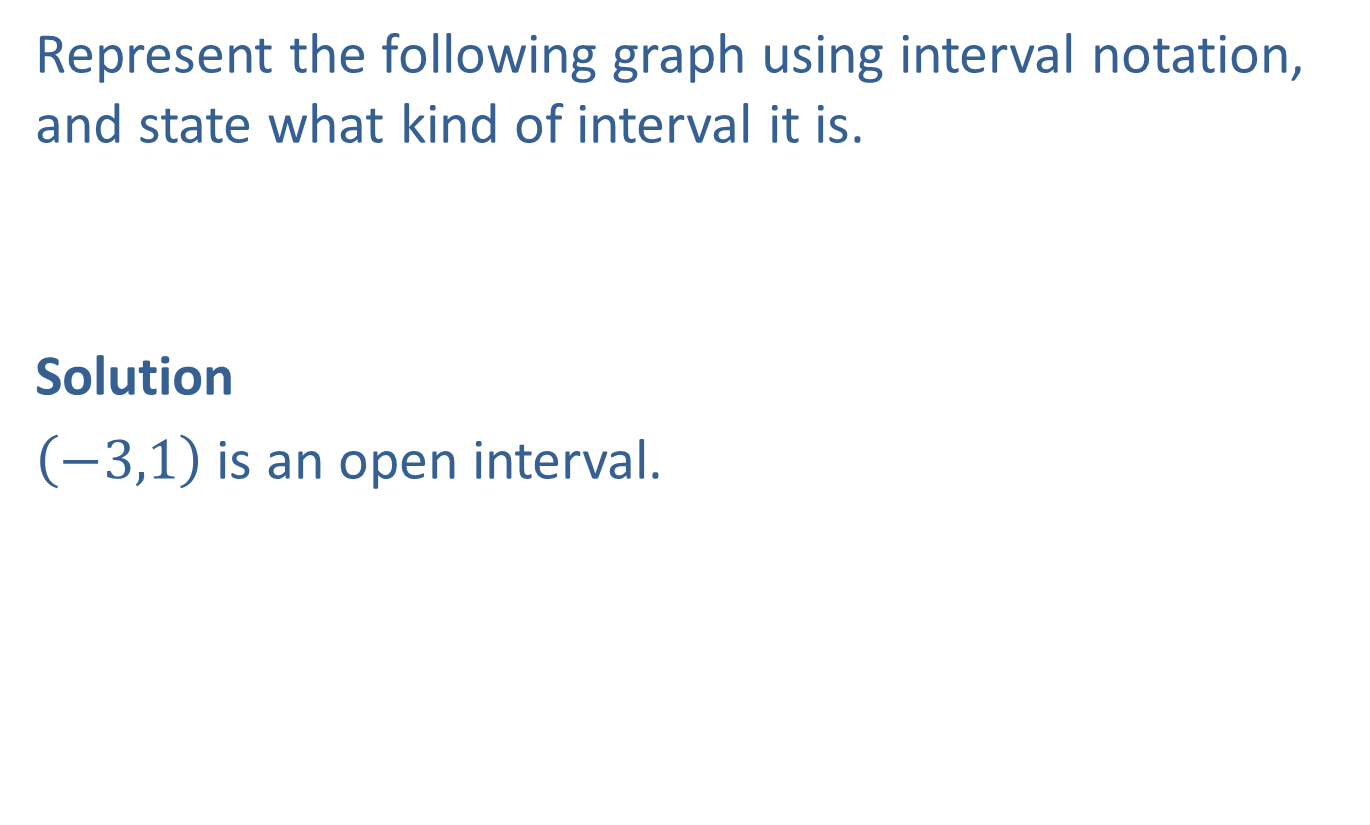 Represent the following graph using interval notation,
and state what kind of interval it is.
Solution
(−3,1) is an open interval.